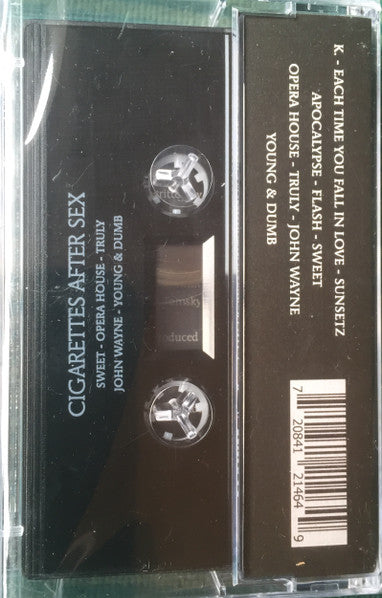 K. - EACH TIME YOU FALL IN LOVE - SUNSETZ
APOCALYPSE - FLASH - SWEET
OPERA HOUSE - TRULY - JOHN WAYNE
YOUNG & DUMB
7 20841 21464 9
CIGARETTES AFTER SEX
SWEET - OPERA HOUSE - TRULY
JOHN WAYNE - YOUNG & DUMB